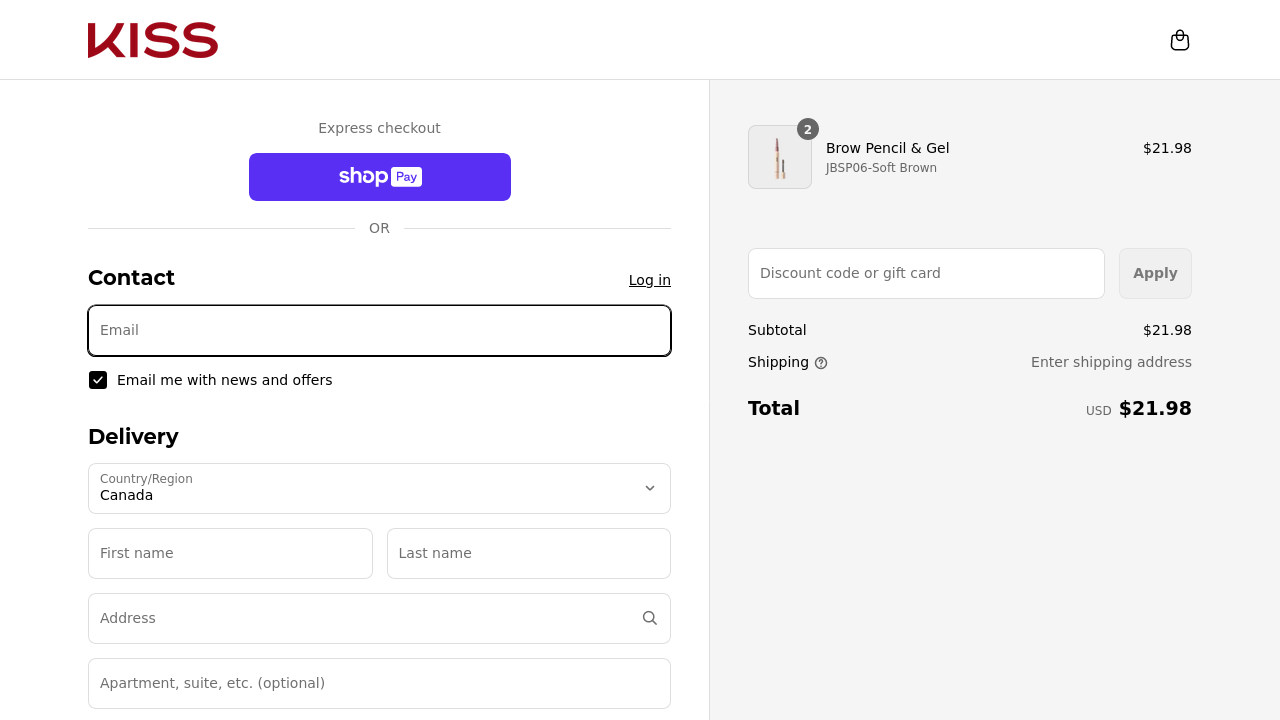 KISS
Express checkout
shop Pay
OR
Contact
Log in
Email
Email me with news and offers
Delivery
Country/Region
Canada
First name
Last name
Address
Apartment, suite, etc. (optional)
2
Brow Pencil & Gel
$21.98
JBSP06-Soft Brown
Discount code or gift card
Apply
Subtotal
$21.98
Shipping
Enter shipping address
Total
USD $21.98